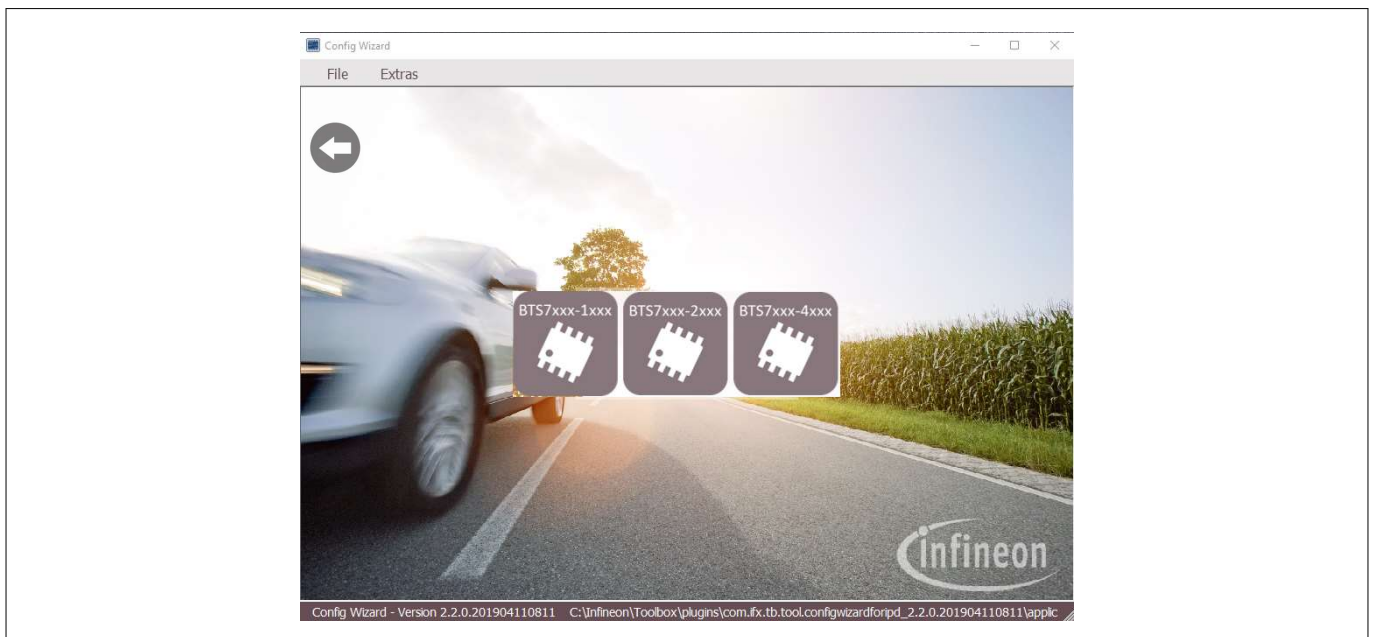 Config Wizard
File Extras
BTS7xxx-1xxx BTS7xxx-2xxx BTS7xxx-4xxx
infineon
Config Wizard - Version 2.2.0.201904110811 C:\Infineon\Toolbox\plugins\com.ifx.tb.tool.configwizardforipd_2.2.0.201904110811\applic